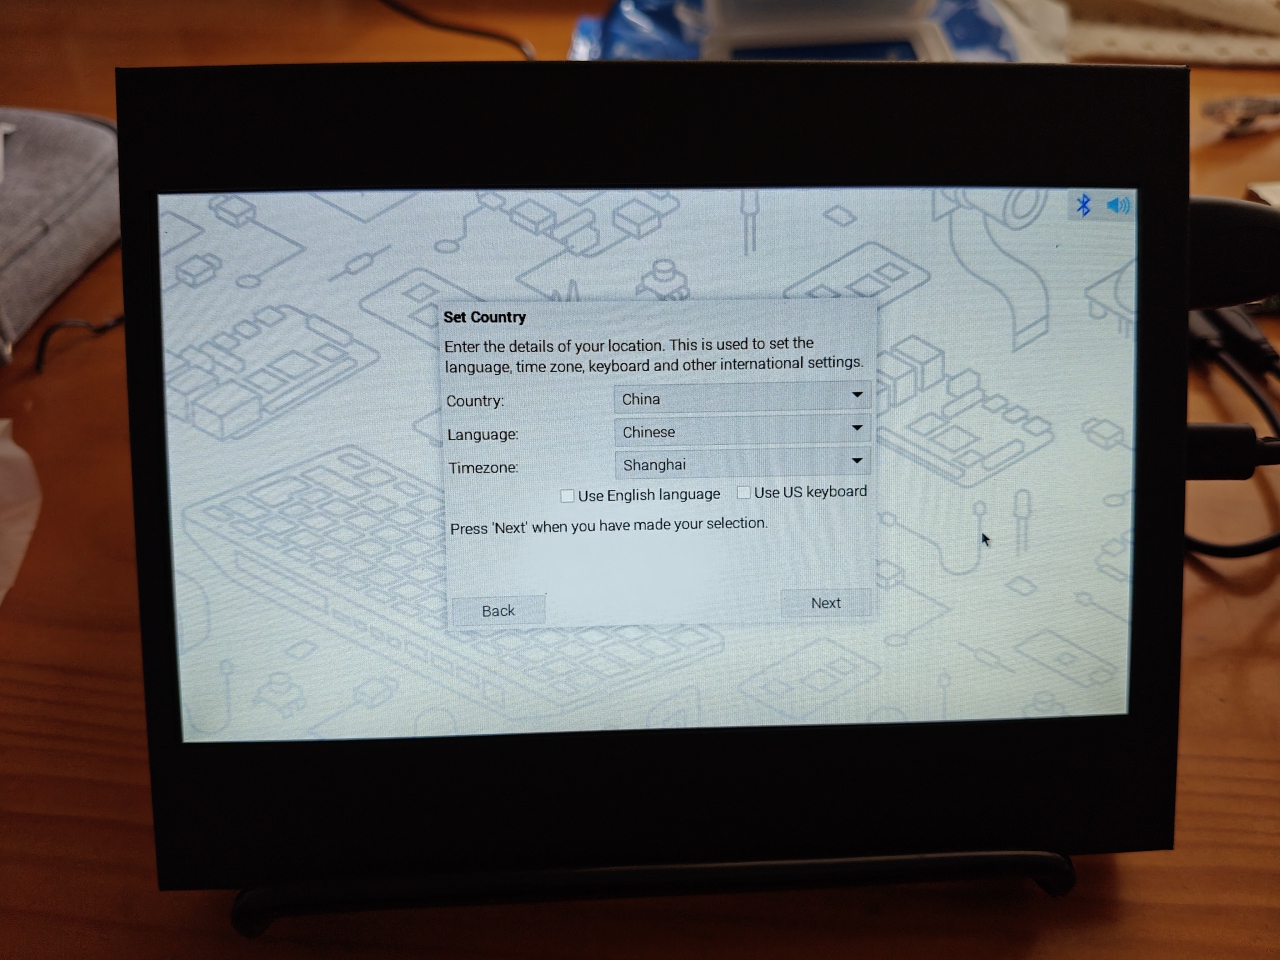 Set Country
Enter the details of your location. This is used to set the
language, time zone, keyboard and other international settings.
Country: China
Language: Chinese
Timezone: Shanghai
Use English language Use US keyboard
Press 'Next' when you have made your selection.
Back Next